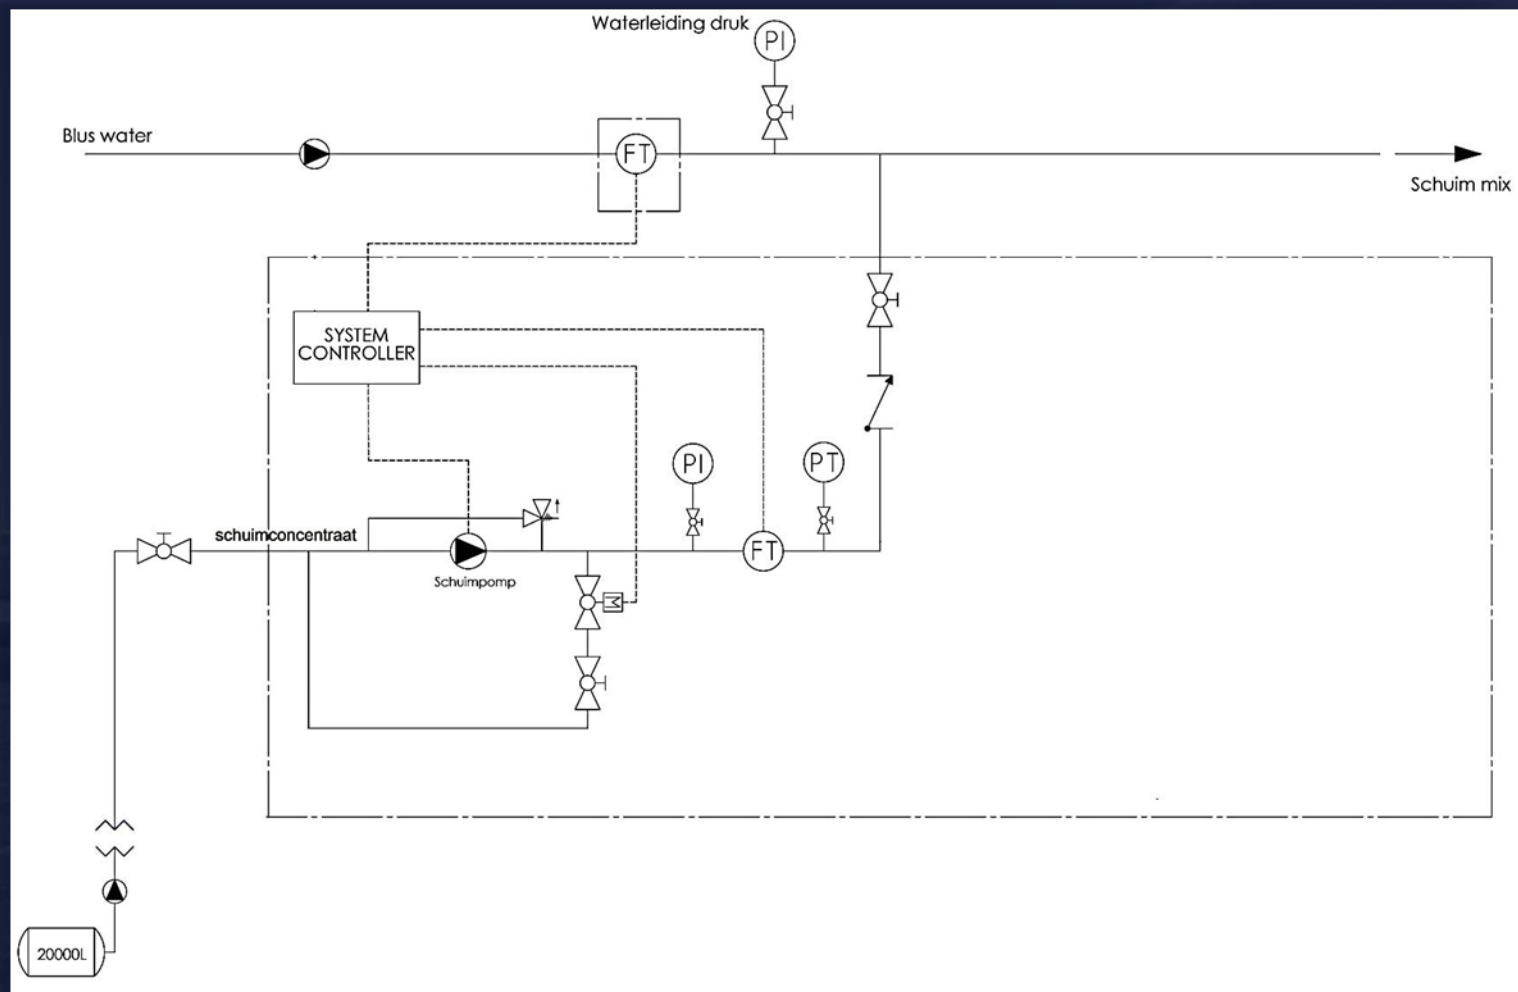 Waterleiding druk
PI
Blus water
FT
Schuim mix
SYSTEM
CONTROLLER
PI
PT
schuimconcentraat
FT
Schuimpomp
M
20000L